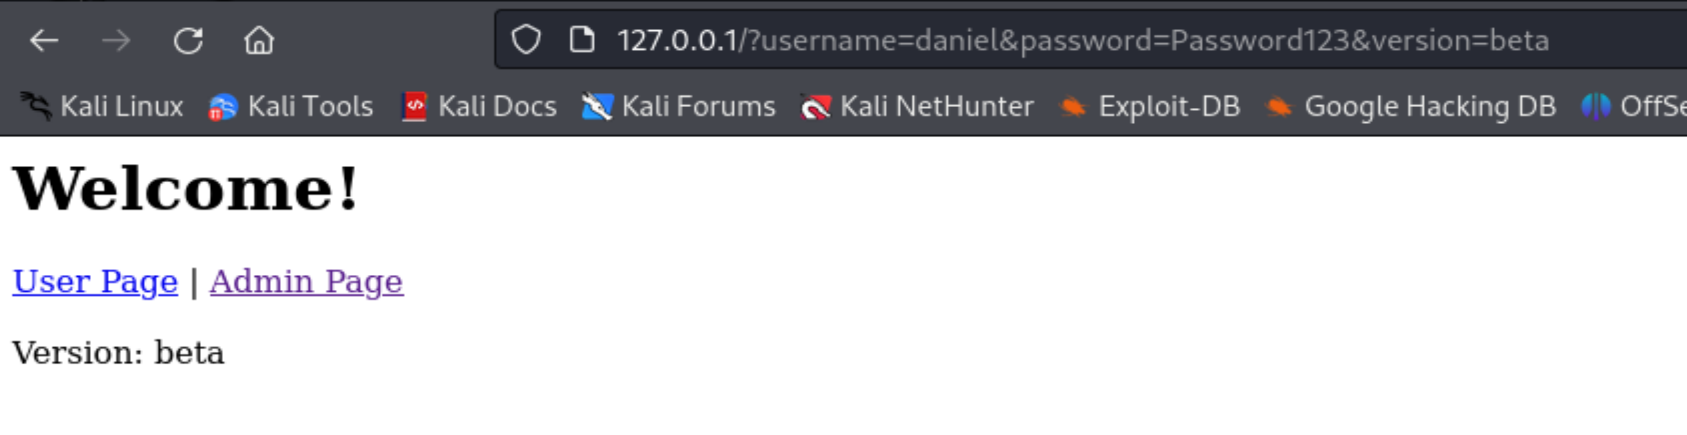 127.0.0.1/?username=daniel&password=Password123&version=beta
Kali Linux Kali Tools Kali Docs Kali Forums Kali NetHunter Exploit-DB Google Hacking DB OffSe
Welcome!
User Page | Admin Page
Version: beta